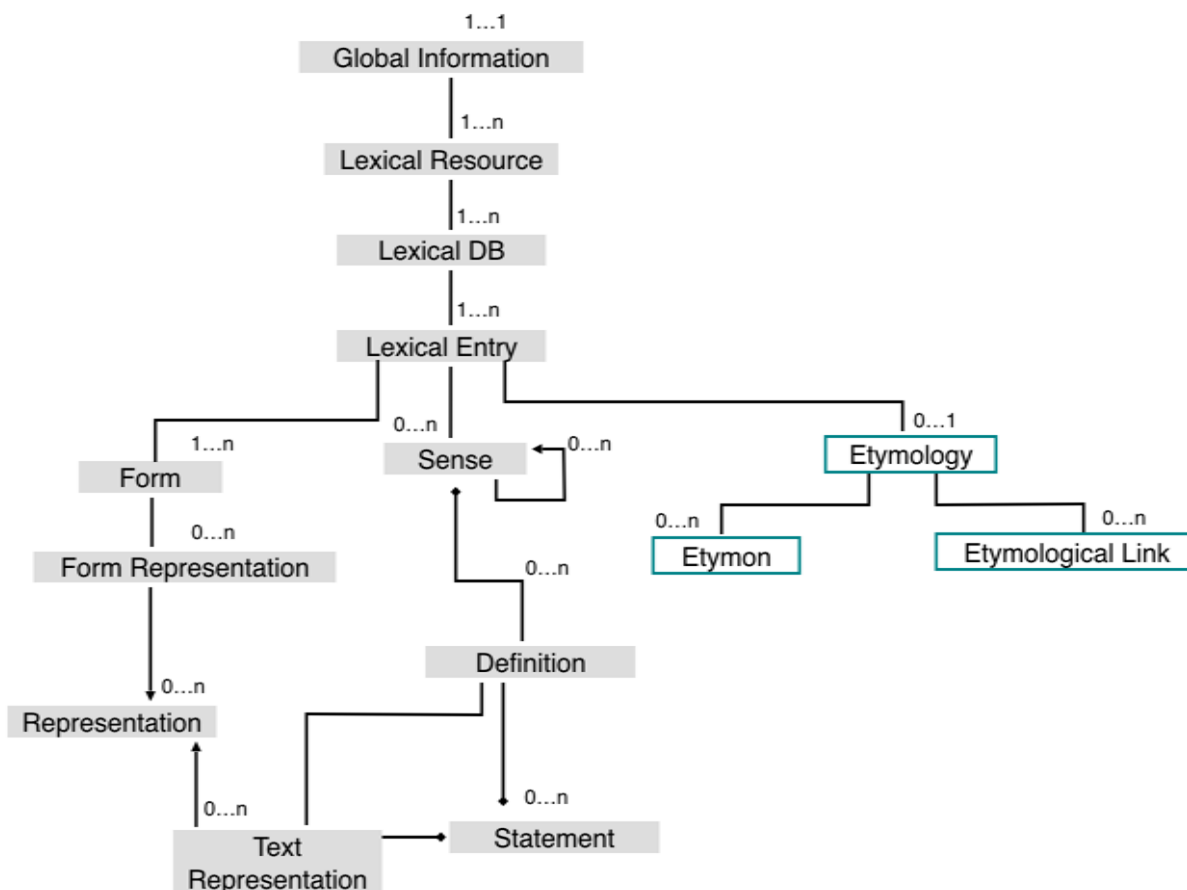 1...1
Global Information
1...n
Lexical Resource
1...n
Lexical DB
1...n
Lexical Entry
0...n
0...1
1...n
0...n
Sense
Etymology
Form
0...n
0...n
0...n
Form Representation
Etymon
Etymological Link
0...n
Definition
0...n
Representation
0...n
0...n
Text
Representation
Statement